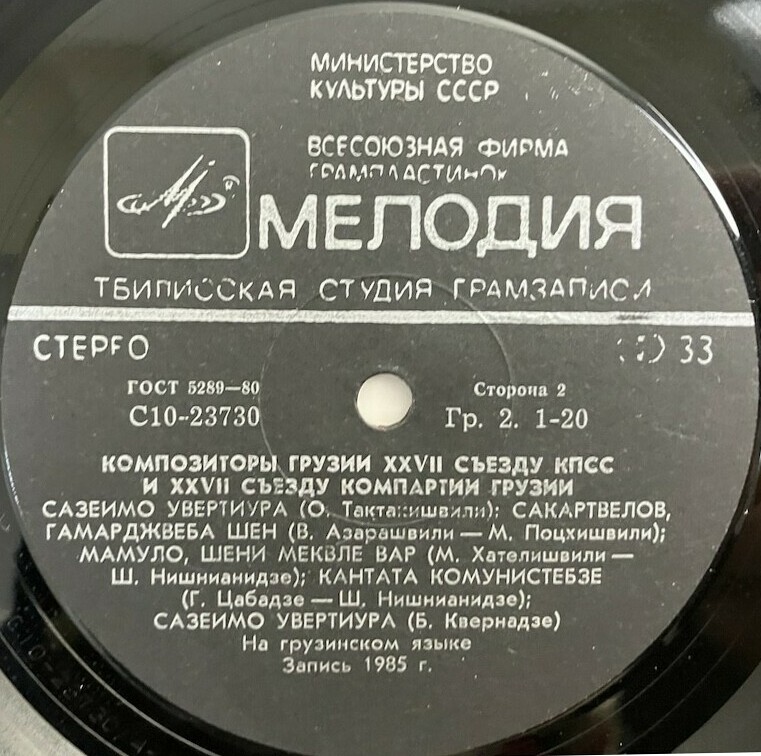 МИНИСТЕРСТВО
КУЛЬТУРЫ СССР
ВСЕСОЮЗНАЯ ФИРМА
ГРАМПЛАСТИНОК
МЕЛОДИЯ
ТБИЛИССКАЯ СТУДИЯ ГРАМЗАПИСИ
СТЕРЕО 33
ГОСТ 5289—80 Сторона 2
С10-23730 Гр. 2. 1-20
КОМПОЗИТОРЫ ГРУЗИИ XXVII СЪЕЗДУ КПСС
И XXVII СЪЕЗДУ КОМПАРТИИ ГРУЗИИ
САЗЕИМО УВЕРТИУРА (О. Тактакишвили); САКАРТВЕЛОВ,
ГАМАРДЖВЕБА ШЕН (В. Азарашвили — М. Поцхишвили);
МАМУЛО, ШЕНИ МЕКВЛЕ ВАР (М. Хателишвили —
Ш. Нишнианидзе); КАНТАТА КОМУНИСТЕБЗЕ
(Г. Цабадзе — Ш. Нишнианидзе);
САЗЕИМО УВЕРТИУРА (Б. Квернадзе)
На грузинском языке
Запись 1985 г.